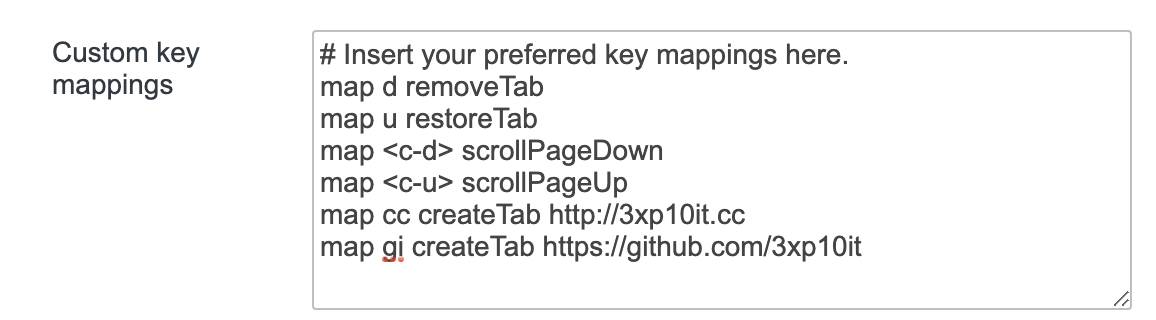 Custom key
mappings
# Insert your preferred key mappings here.
map d removeTab
map u restoreTab
map <c-d> scrollPageDown
map <c-u> scrollPageUp
map cc createTab http://3xp10it.cc
map gi createTab https://github.com/3xp10it